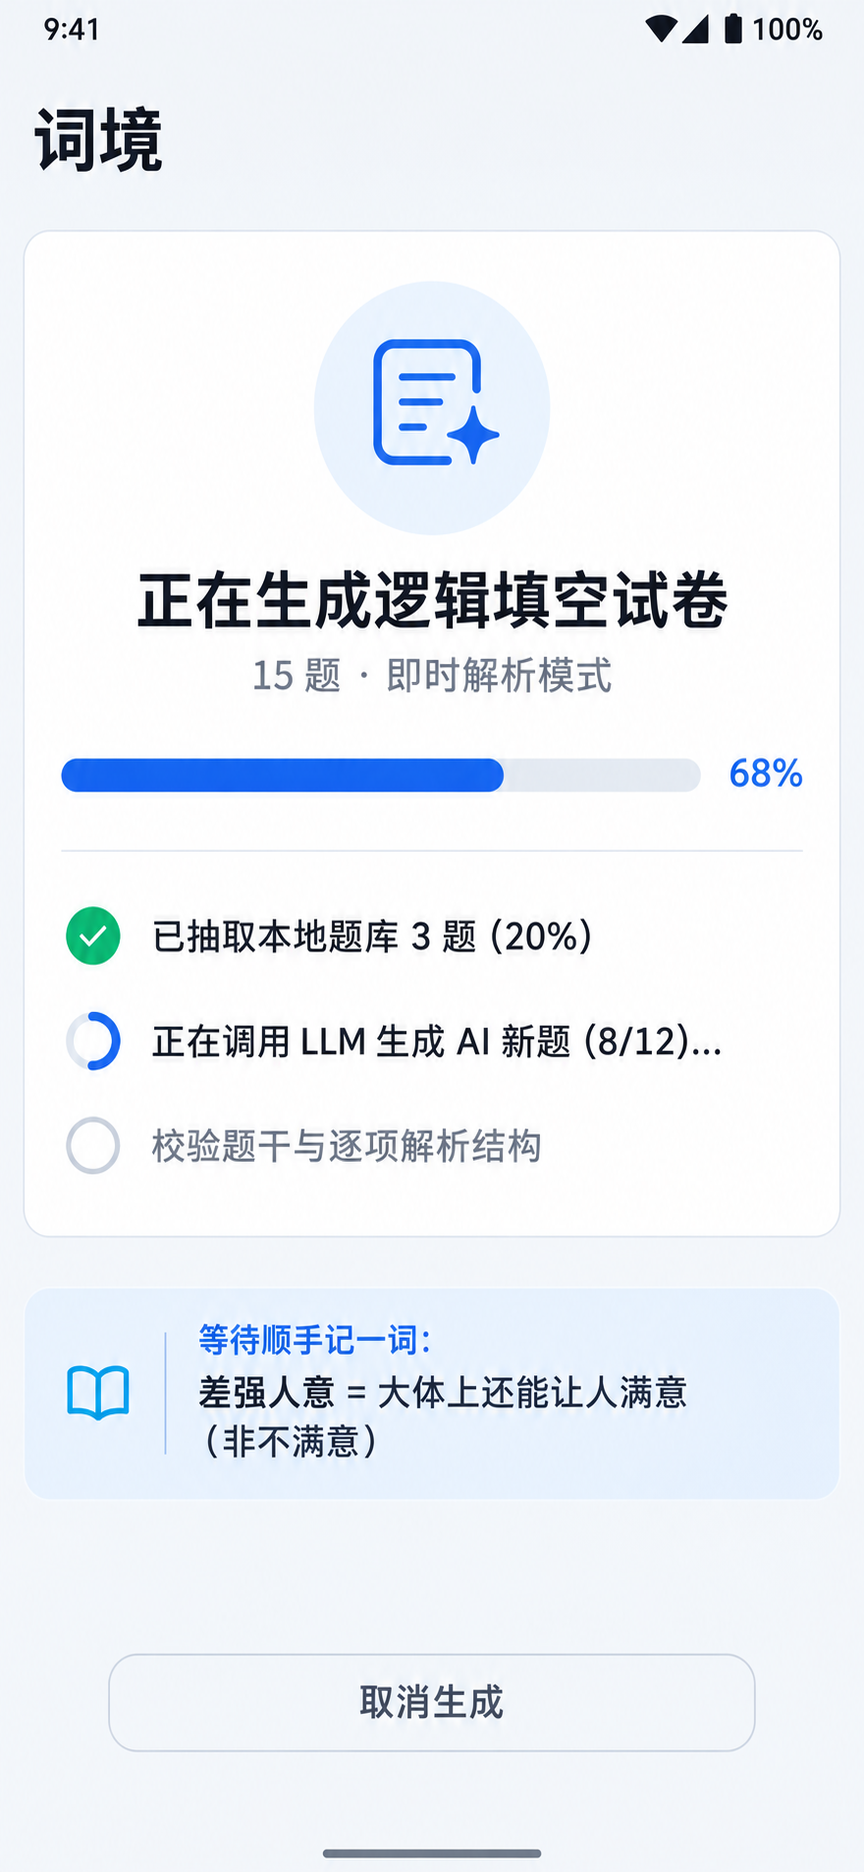 9:41
100%
词境
正在生成逻辑填空试卷
15 题 · 即时解析模式
68%
已抽取本地题库 3 题 (20%)
正在调用 LLM 生成 AI 新题 (8/12)...
校验题干与逐项解析结构
等待顺手记一词：
差强人意 = 大体上还能让人满意
（非不满意）
取消生成